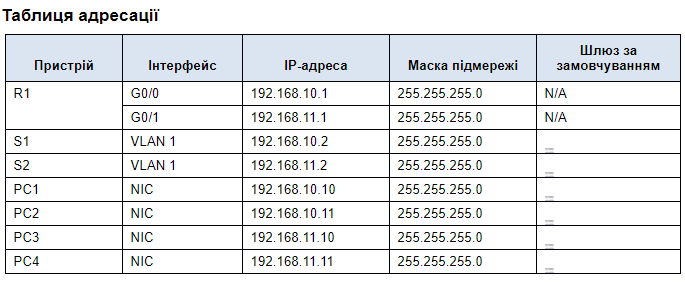 Таблиця адресації
Пристрій Інтерфейс IP-адреса Маска підмережі Шлюз за замовчуванням
R1 G0/0 192.168.10.1 255.255.255.0 N/A
G0/1 192.168.11.1 255.255.255.0 N/A
S1 VLAN 1 192.168.10.2 255.255.255.0
S2 VLAN 1 192.168.11.2 255.255.255.0
PC1 NIC 192.168.10.10 255.255.255.0
PC2 NIC 192.168.10.11 255.255.255.0
PC3 NIC 192.168.11.10 255.255.255.0
PC4 NIC 192.168.11.11 255.255.255.0